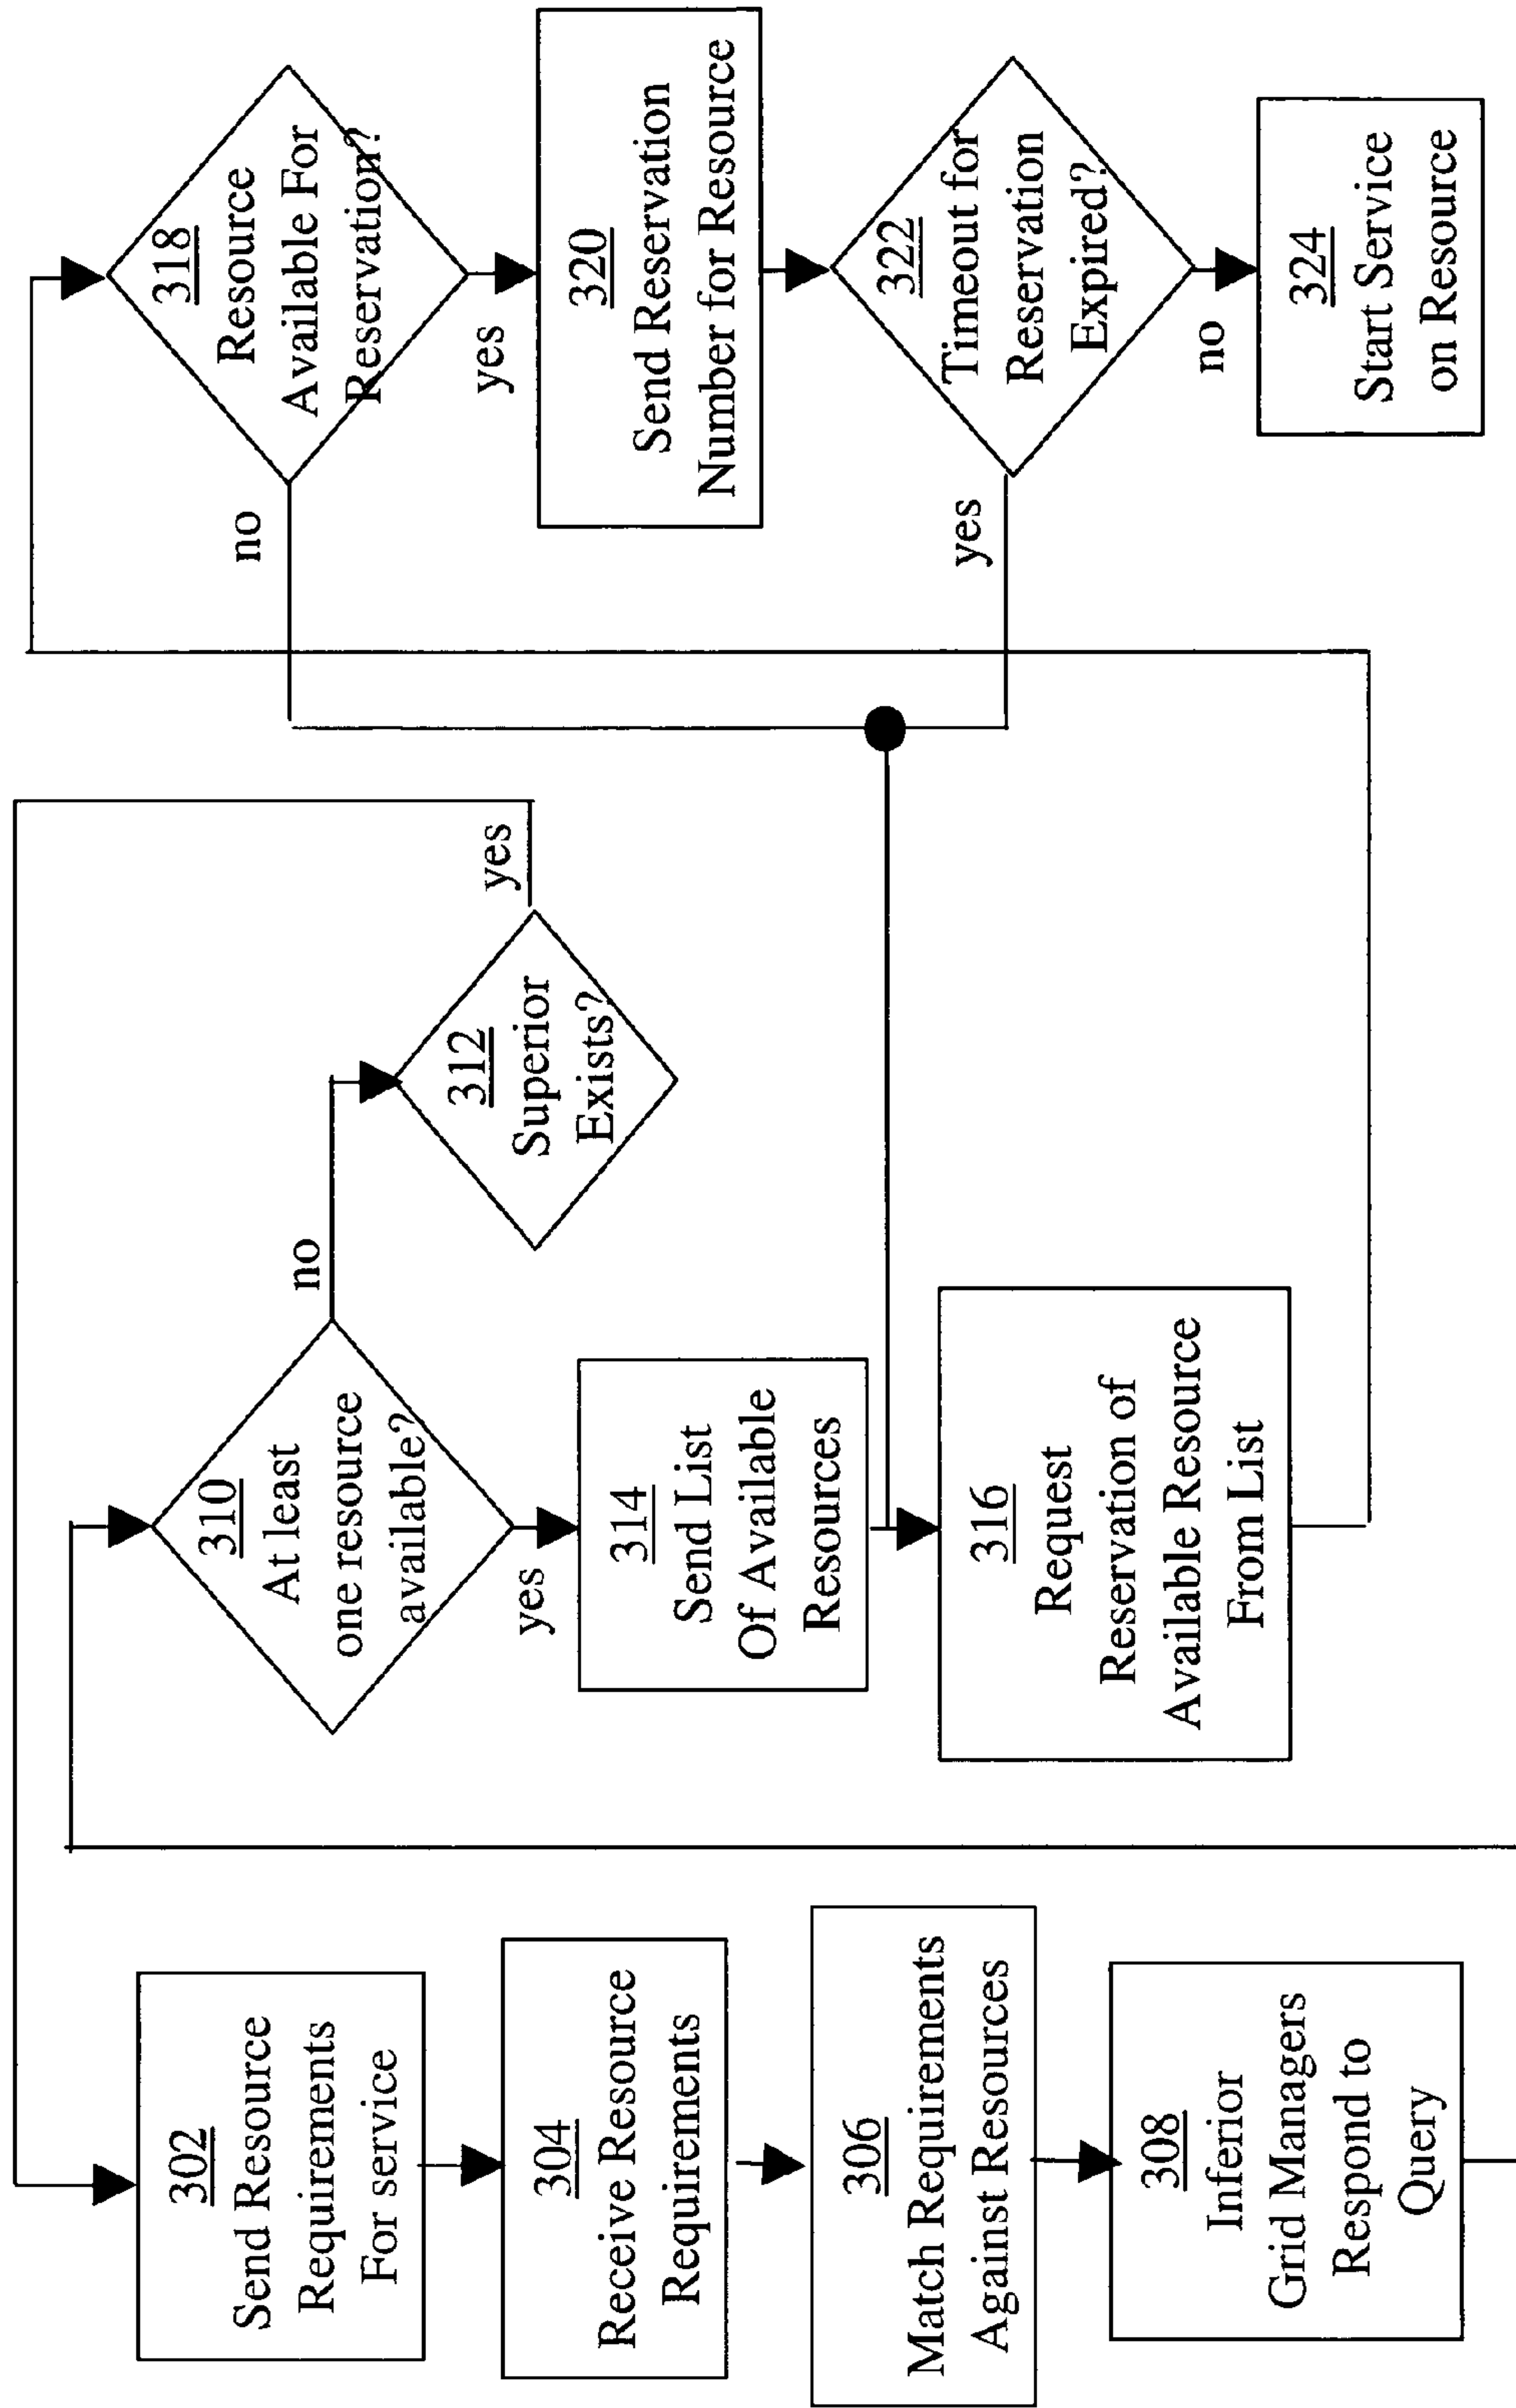 302
Send Resource
Requirements
For service
304
Receive Resource
Requirements
306
Match Requirements
Against Resources
308
Inferior
Grid Managers
Respond to
Query
310
At least
one resource
available?
no
yes
312
Superior
Exists?
yes
314
Send List
Of Available
Resources
316
Request
Reservation of
Available Resource
From List
318
Resource
Available For
Reservation?
no
yes
320
Send Reservation
Number for Resource
322
Timeout for
Reservation
Expired?
yes
no
324
Start Service
on Resource